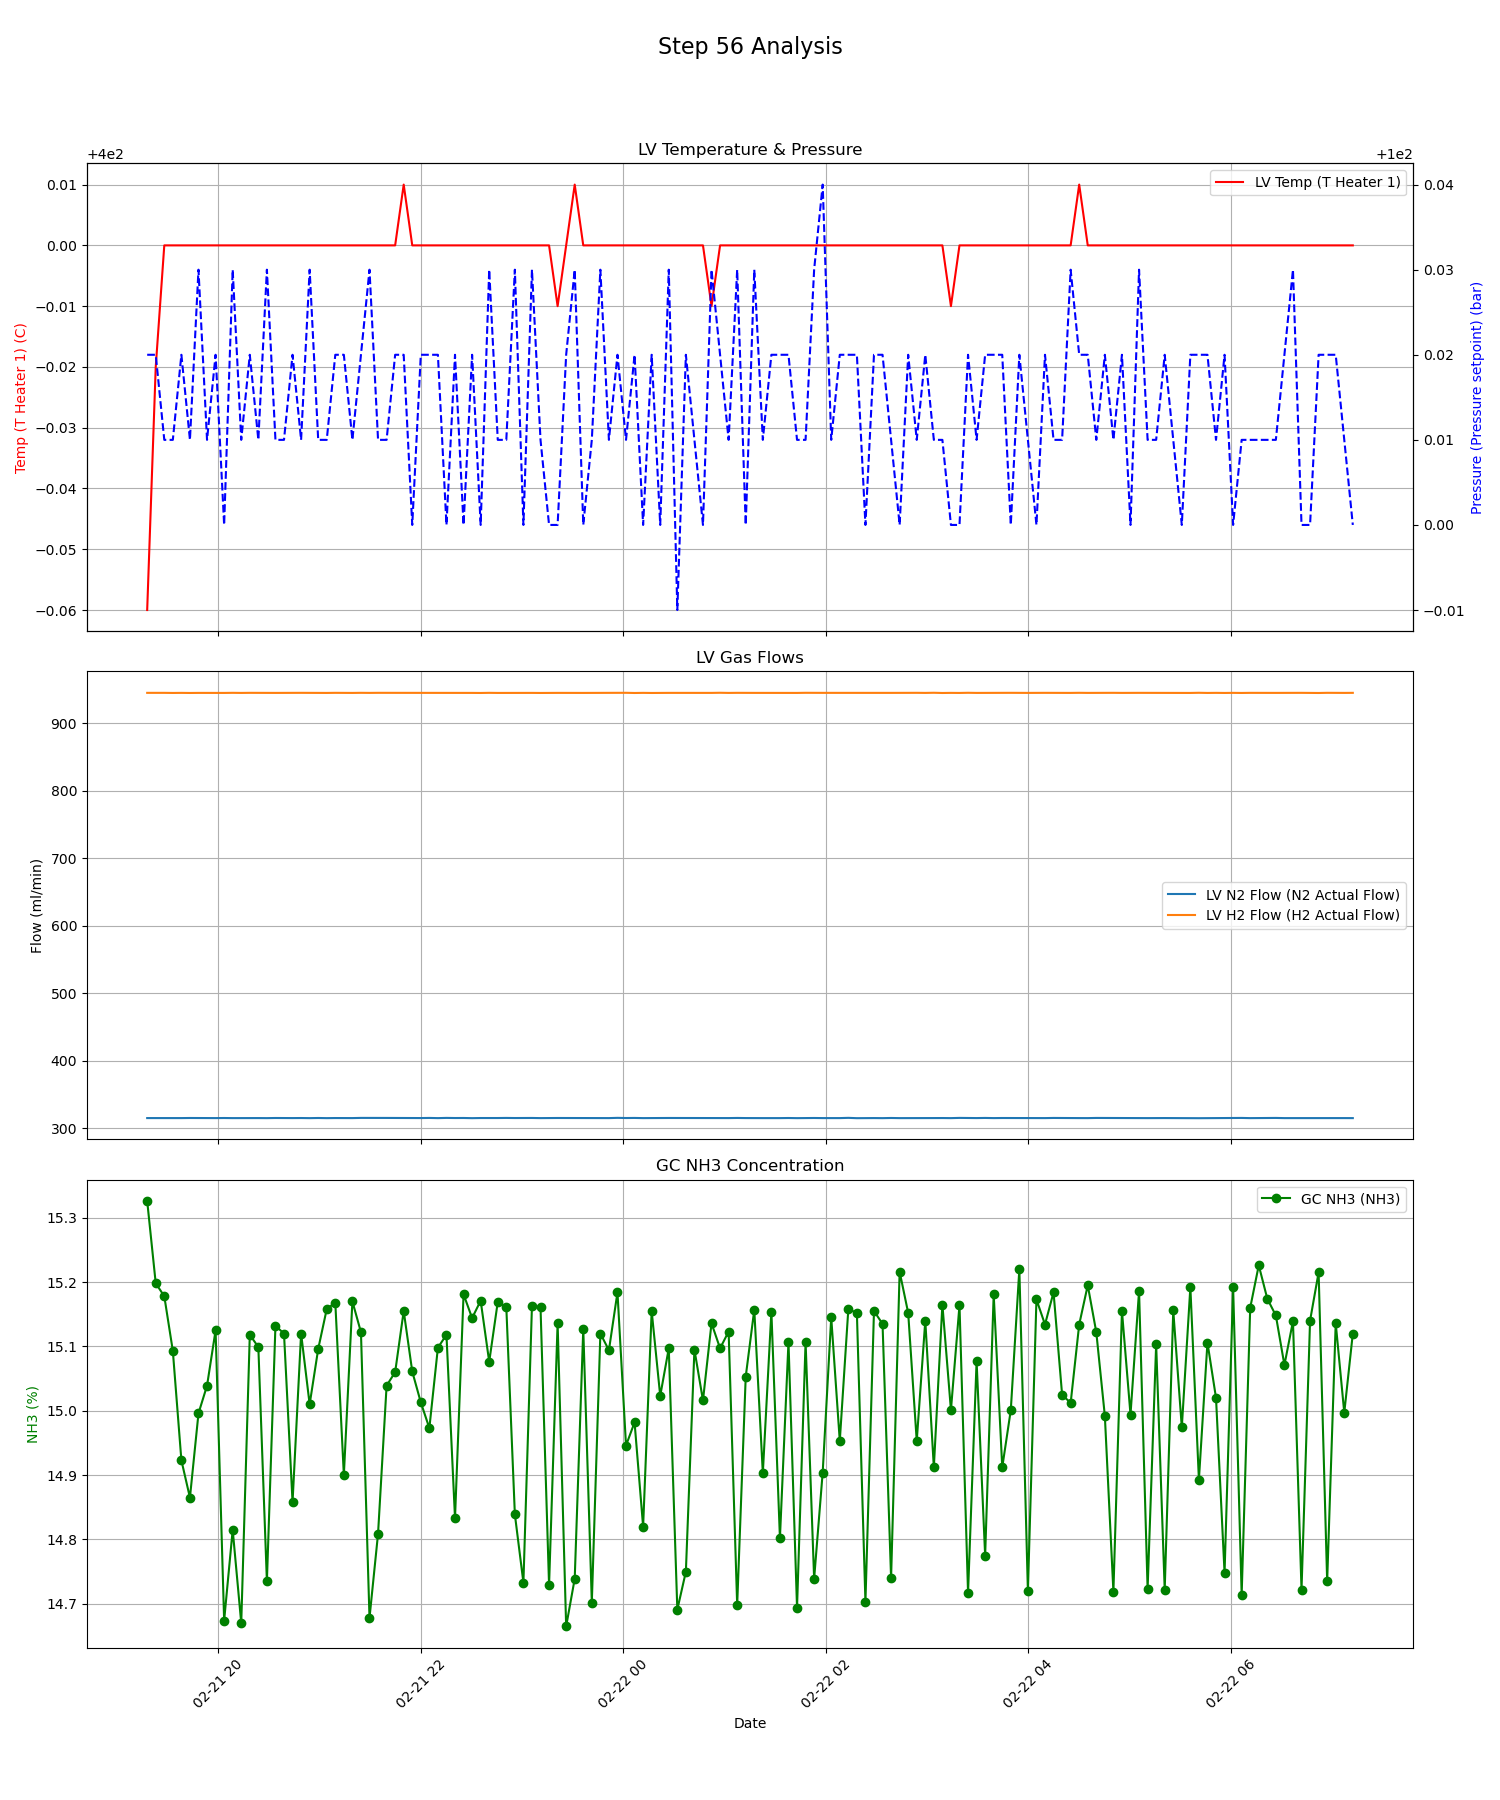 Step 56 Analysis
LV Temperature & Pressure
+4e2
+1e2
LV Temp (T Heater 1)
0.01
0.00
−0.01
−0.02
−0.03
−0.04
−0.05
−0.06
Temp (T Heater 1) (C)
0.04
0.03
0.02
0.01
0.00
−0.01
Pressure (Pressure setpoint) (bar)
LV Gas Flows
900
800
700
600
500
400
300
Flow (ml/min)
LV N2 Flow (N2 Actual Flow)
LV H2 Flow (H2 Actual Flow)
GC NH3 Concentration
GC NH3 (NH3)
15.3
15.2
15.1
15.0
14.9
14.8
14.7
NH3 (%)
02-21 20
02-21 22
02-22 00
02-22 02
02-22 04
02-22 06
Date